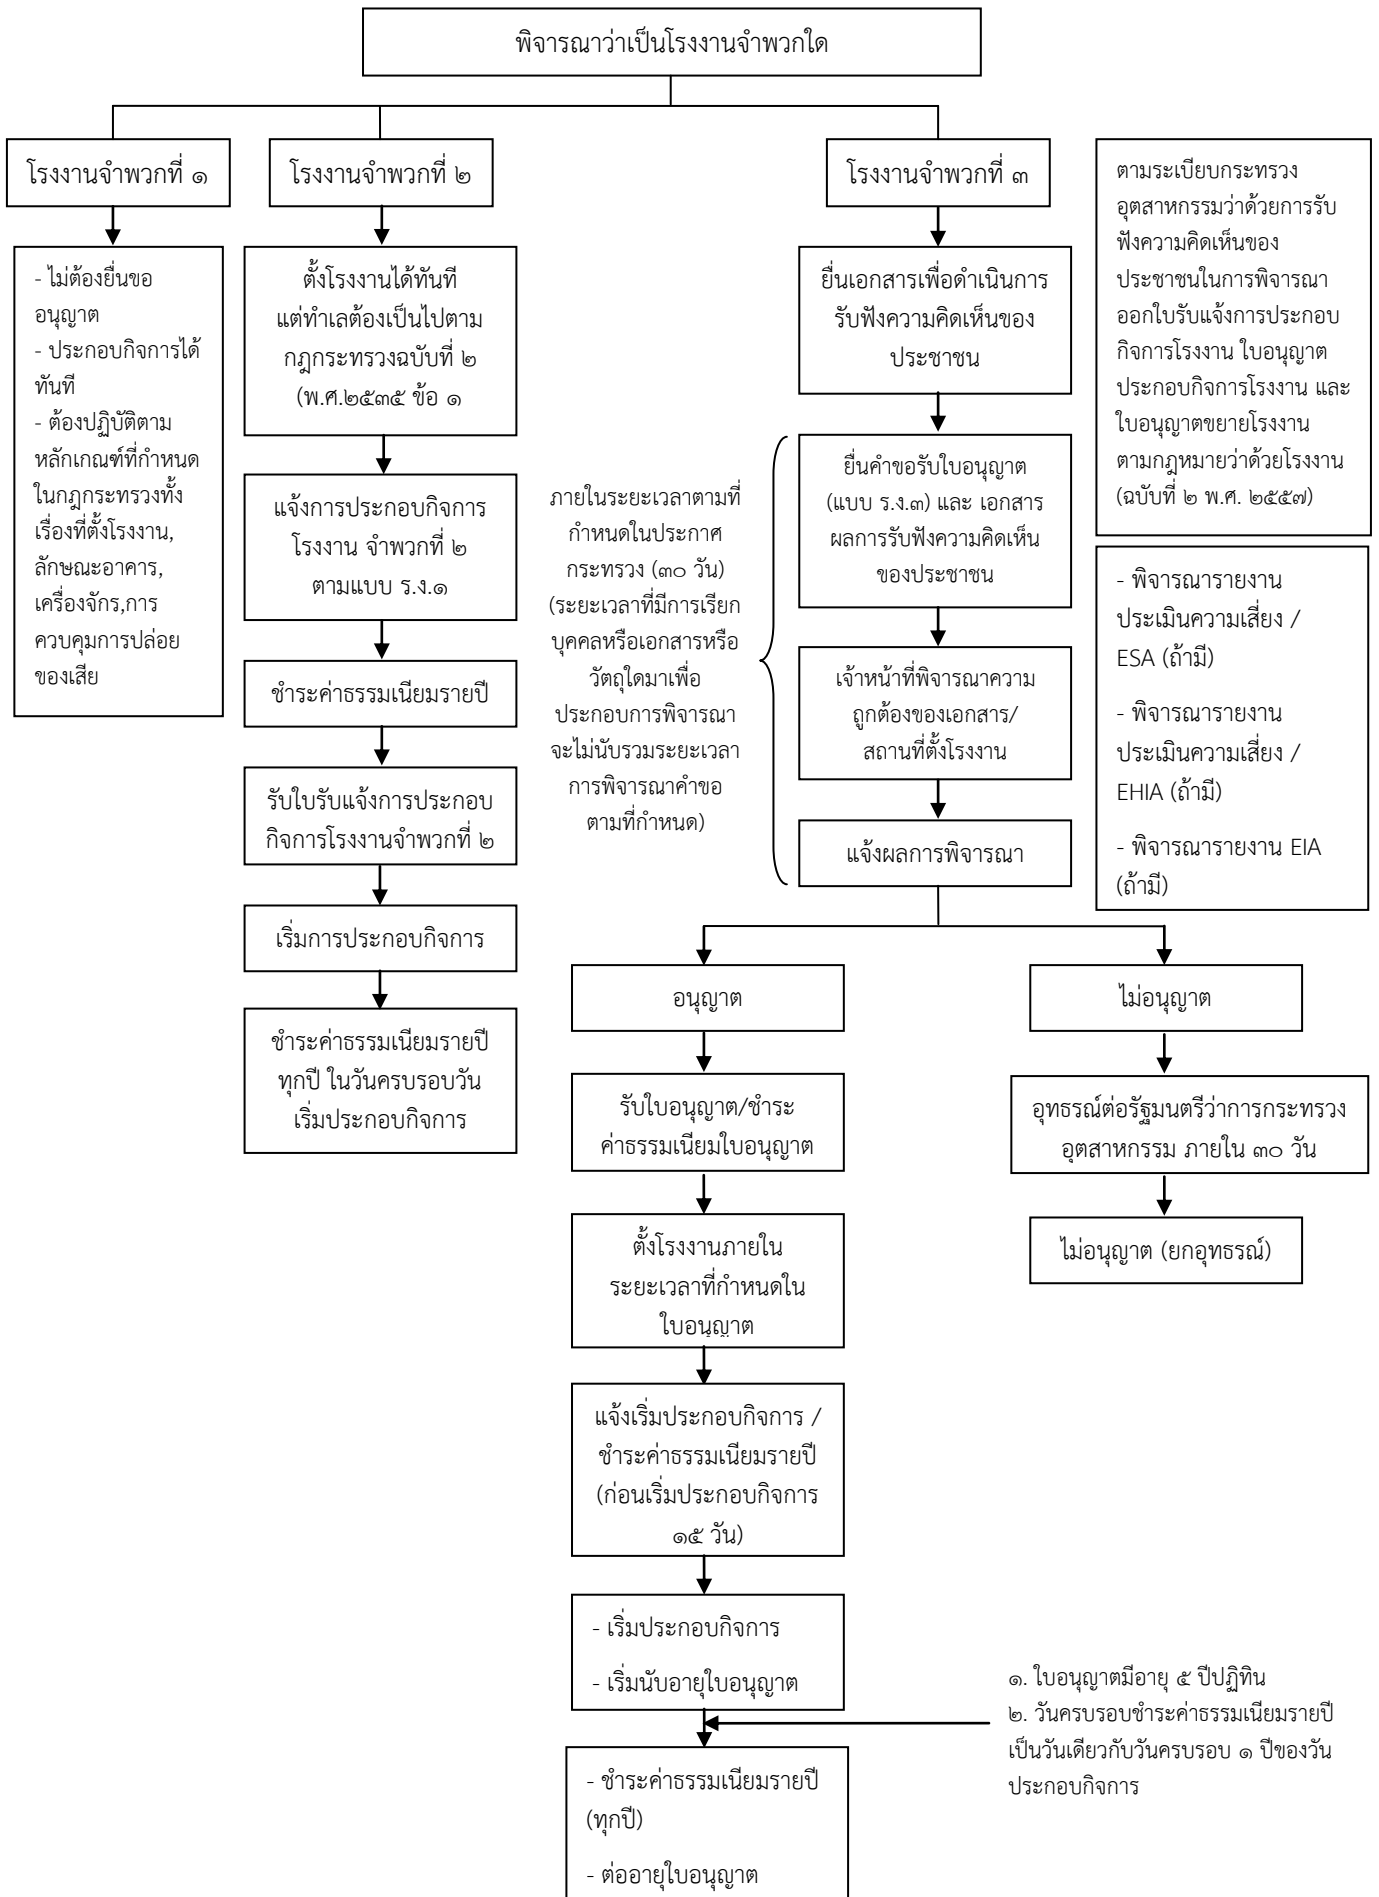 พิจารณาว่าเป็นโรงงานจำพวกใด
โรงงานจำพวกที่ ๑
- ไม่ต้องยื่นขอ
อนุญาต
- ประกอบกิจการได้
ทันที
- ต้องปฏิบัติตาม
หลักเกณฑ์ที่กำหนด
ในกฎกระทรวงทั้ง
เรื่องที่ตั้งโรงงาน,
ลักษณะอาคาร,
เครื่องจักร,การ
ควบคุมการปล่อย
ของเสีย
โรงงานจำพวกที่ ๒
ตั้งโรงงานได้ทันที
แต่ทำเลต้องเป็นไปตาม
กฎกระทรวงฉบับที่ ๒
(พ.ศ.๒๕๓๕ ข้อ ๑
แจ้งการประกอบกิจการ
โรงงาน จำพวกที่ ๒
ตามแบบ ร.ง.๑
ชำระค่าธรรมเนียมรายปี
รับใบรับแจ้งการประกอบ
กิจการโรงงานจำพวกที่ ๒
เริ่มการประกอบกิจการ
ชำระค่าธรรมเนียมรายปี
ทุกปี ในวันครบรอบวัน
เริ่มประกอบกิจการ
โรงงานจำพวกที่ ๓
ยื่นเอกสารเพื่อดำเนินการ
รับฟังความคิดเห็นของ
ประชาชน
ยื่นคำขอรับใบอนุญาต
(แบบ ร.ง.๓) และ เอกสาร
ผลการรับฟังความคิดเห็น
ของประชาชน
เจ้าหน้าที่พิจารณาความ
ถูกต้องของเอกสาร/
สถานที่ตั้งโรงงาน
แจ้งผลการพิจารณา
ภายในระยะเวลาตามที่
กำหนดในประกาศ
กระทรวง (๓๐ วัน)
(ระยะเวลาที่มีการเรียก
บุคคลหรือเอกสารหรือ
วัตถุใดมาเพื่อ
ประกอบการพิจารณา
จะไม่นับรวมระยะเวลา
การพิจารณาคำขอ
ตามที่กำหนด)
ตามระเบียบกระทรวง
อุตสาหกรรมว่าด้วยการรับ
ฟังความคิดเห็นของ
ประชาชนในการพิจารณา
ออกใบรับแจ้งการประกอบ
กิจการโรงงาน ใบอนุญาต
ประกอบกิจการโรงงาน และ
ใบอนุญาตขยายโรงงาน
ตามกฎหมายว่าด้วยโรงงาน
(ฉบับที่ ๒ พ.ศ. ๒๕๕๗)
- พิจารณารายงาน
ประเมินความเสี่ยง /
ESA (ถ้ามี)
- พิจารณารายงาน
ประเมินความเสี่ยง /
EHIA (ถ้ามี)
- พิจารณารายงาน EIA
(ถ้ามี)
อนุญาต
รับใบอนุญาต/ชำระ
ค่าธรรมเนียมใบอนุญาต
ตั้งโรงงานภายใน
ระยะเวลาที่กำหนดใน
ใบอนุญาต
แจ้งเริ่มประกอบกิจการ /
ชำระค่าธรรมเนียมรายปี
(ก่อนเริ่มประกอบกิจการ
๑๕ วัน)
- เริ่มประกอบกิจการ
- เริ่มนับอายุใบอนุญาต
- ชำระค่าธรรมเนียมรายปี
(ทุกปี)
- ต่ออายุใบอนุญาต
ไม่อนุญาต
อุทธรณ์ต่อรัฐมนตรีว่าการกระทรวง
อุตสาหกรรม ภายใน ๓๐ วัน
ไม่อนุญาต (ยกอุทธรณ์)
๑. ใบอนุญาตมีอายุ ๕ ปีปฏิทิน
๒. วันครบรอบชำระค่าธรรมเนียมรายปี
เป็นวันเดียวกับวันครบรอบ ๑ ปีของวัน
ประกอบกิจการ